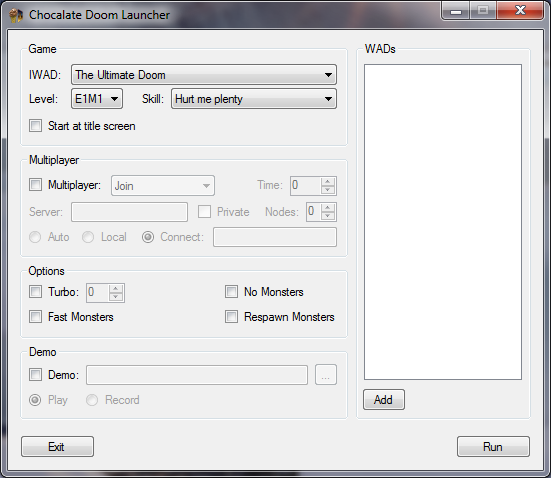 Chocalate Doom Launcher
Game
IWAD: The Ultimate Doom
Level: E1M1 Skill: Hurt me plenty
Start at title screen
Multiplayer
Multiplayer: Join Time: 0
Server: Private Nodes: 0
Auto Local Connect:
Options
Turbo: 0 No Monsters
Fast Monsters Respawn Monsters
Demo
Demo: ...
Play Record
WADs
Add
Exit Run